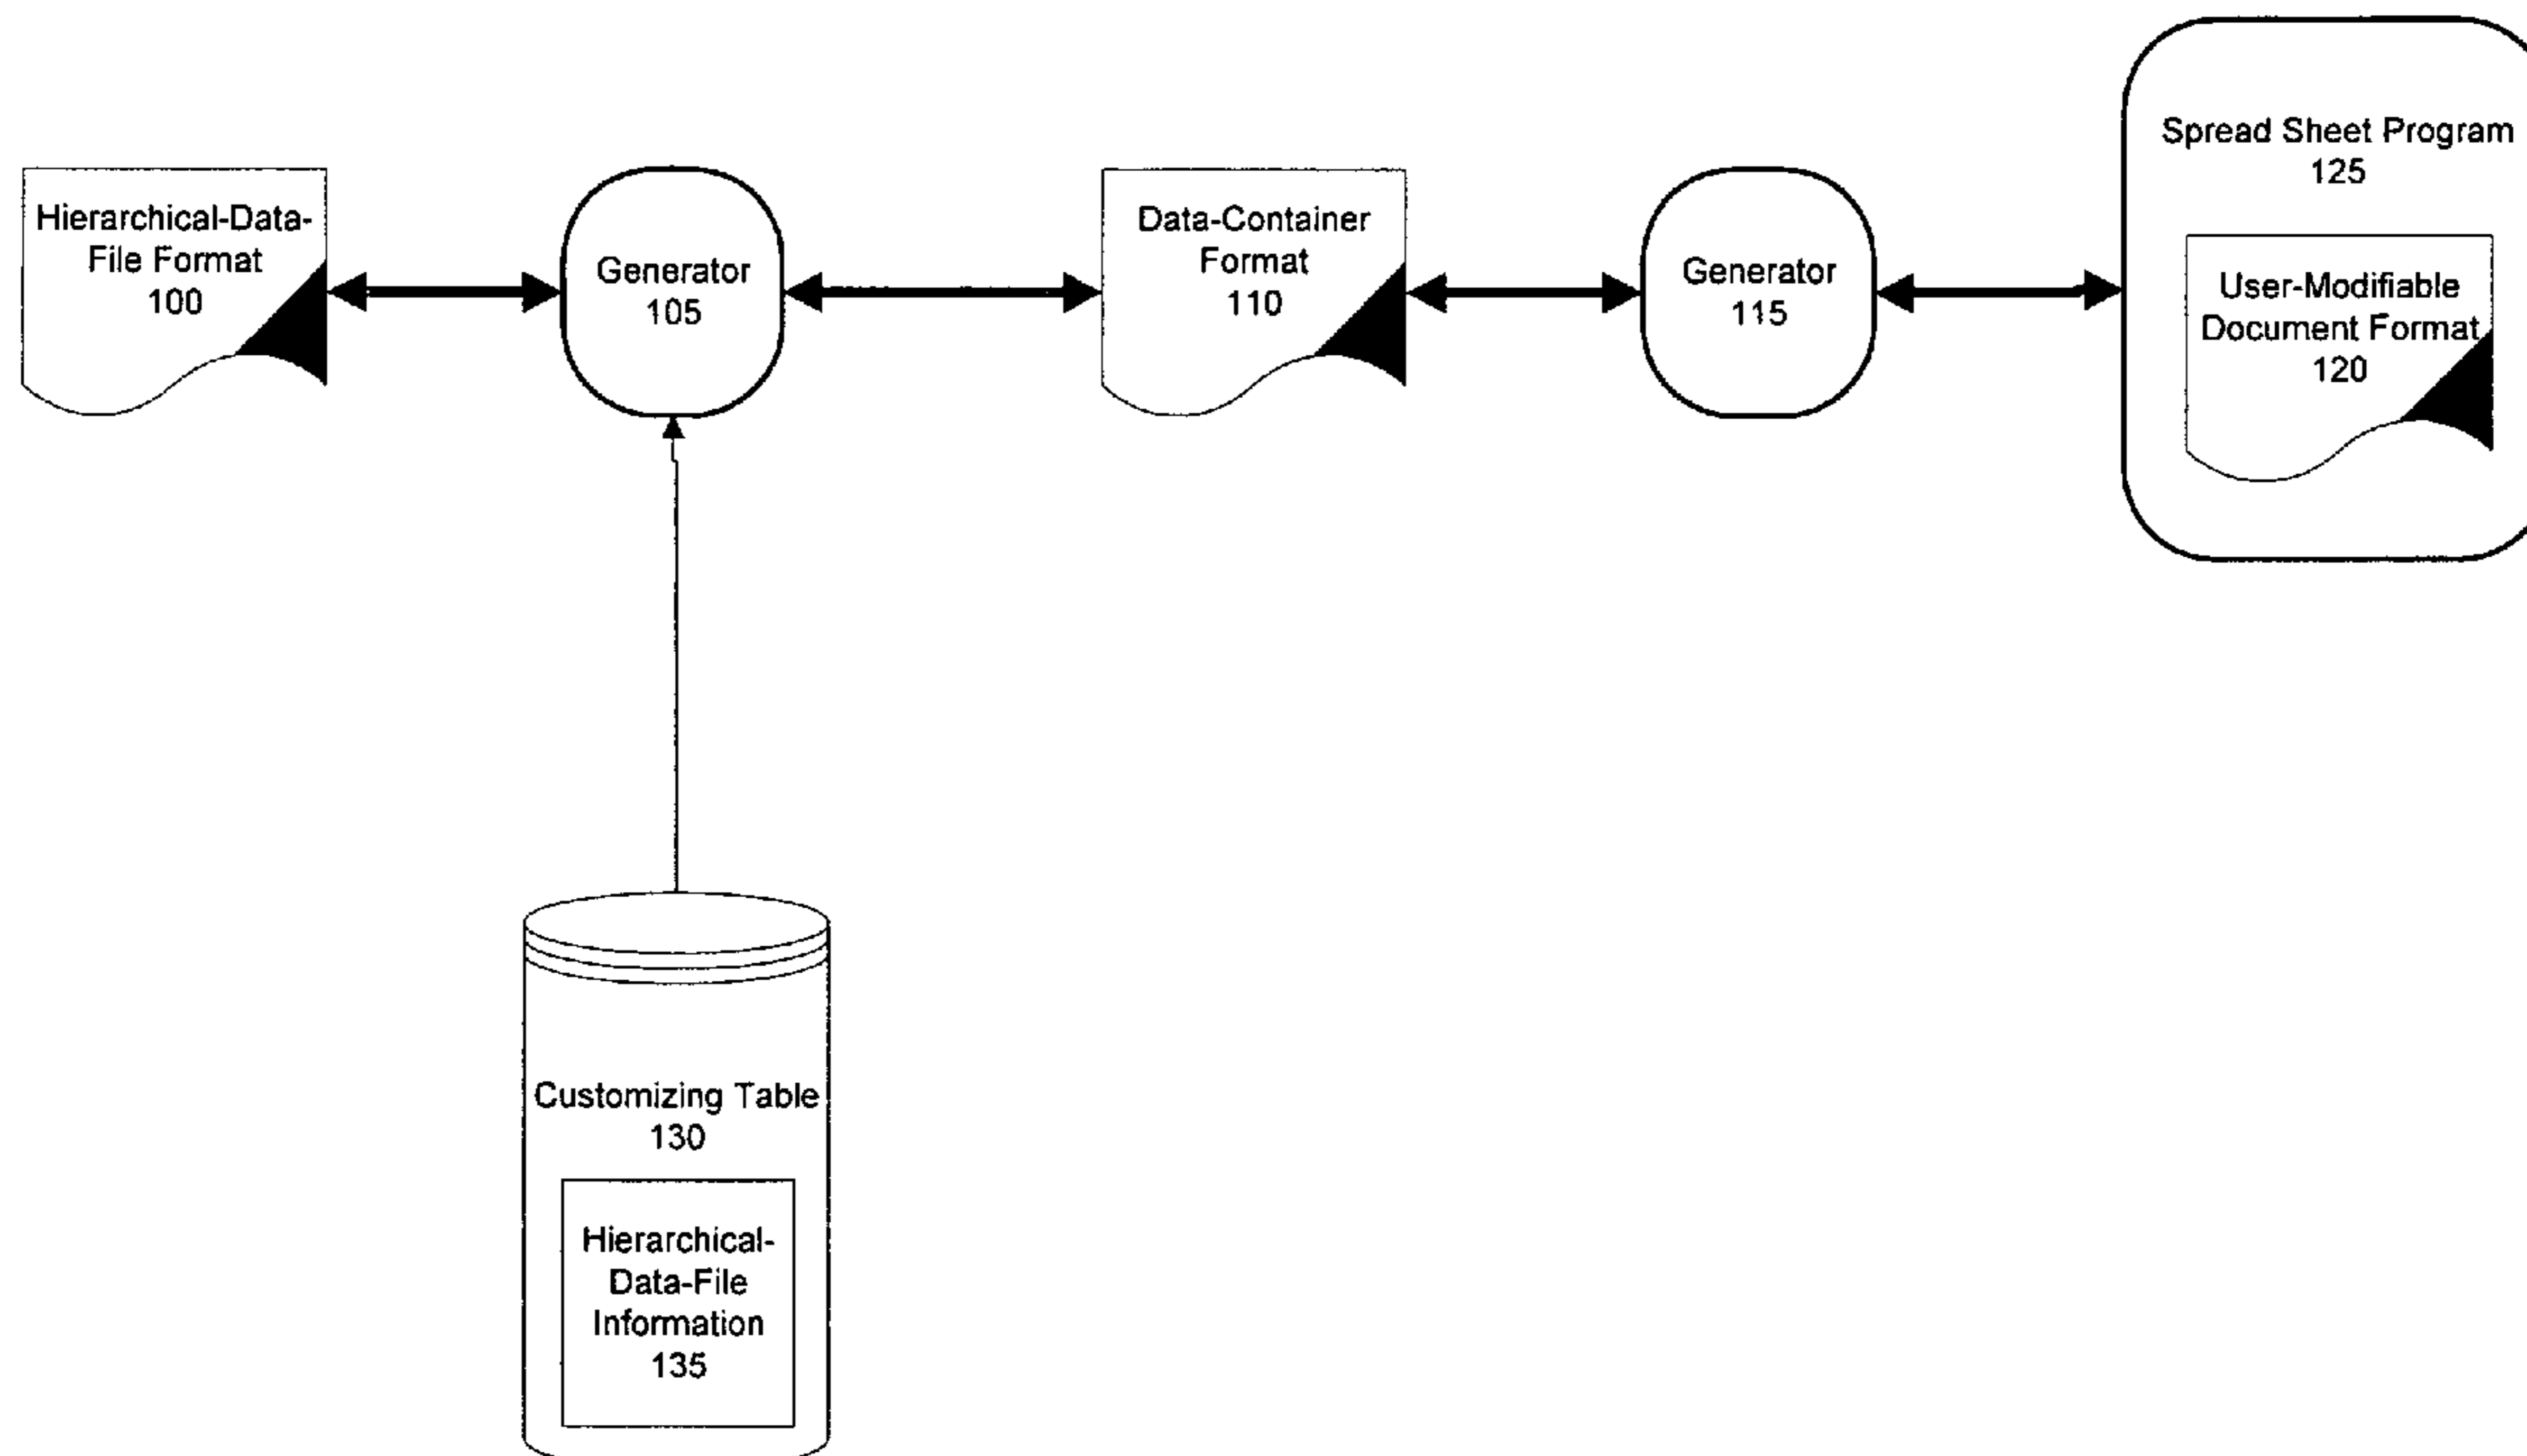 Spread Sheet Program
125
Hierarchical-Data-
File Format
100
Generator
105
Data-Container
Format
110
Generator
115
User-Modifiable
Document Format
120
Customizing Table
130
Hierarchical-
Data-File
Information
135